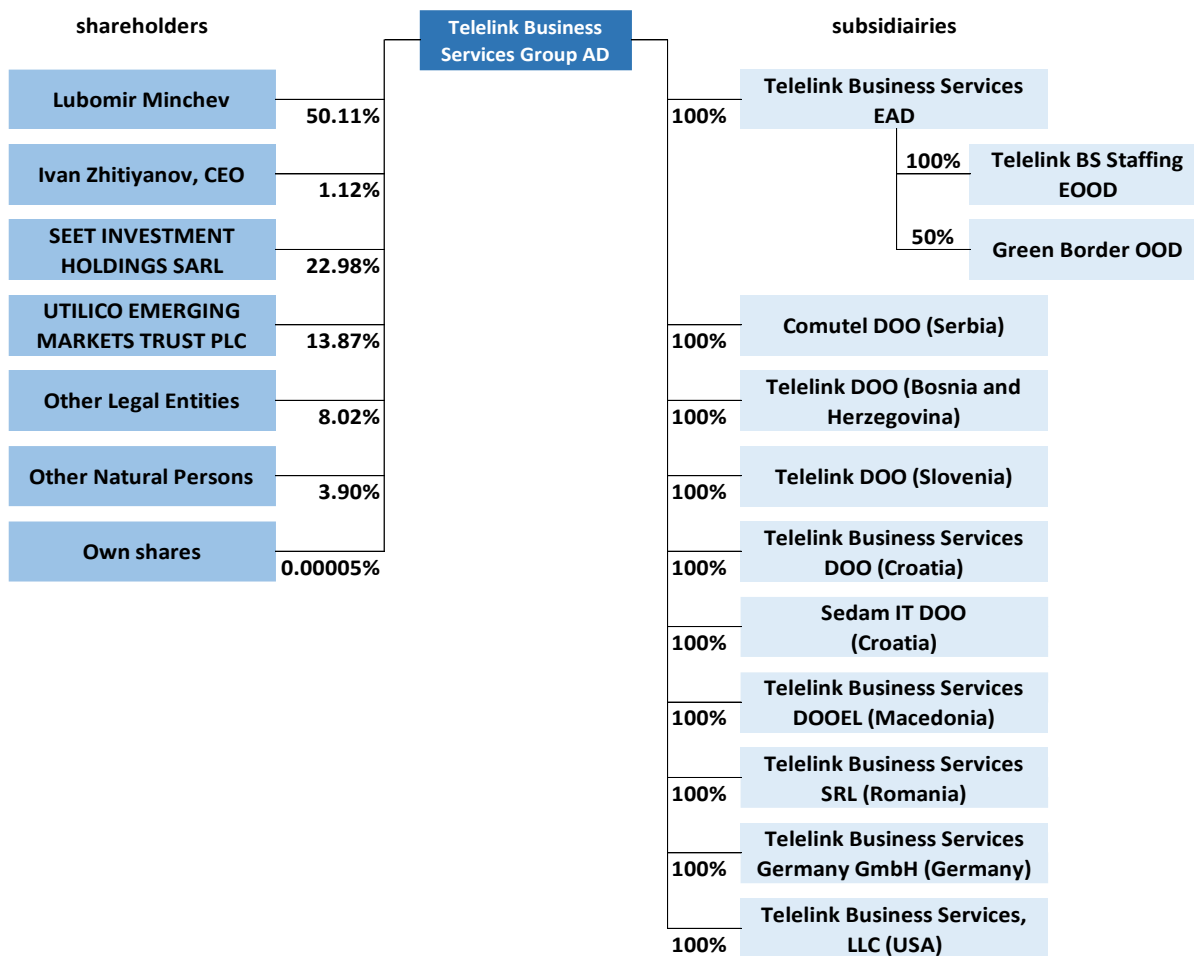 shareholders
Telelink Business
Services Group AD
subsidiairies
Lubomir Minchev
50.11%
Ivan Zhitiyanov, CEO
1.12%
SEET INVESTMENT
HOLDINGS SARL
22.98%
UTILICO EMERGING
MARKETS TRUST PLC
13.87%
Other Legal Entities
8.02%
Other Natural Persons
3.90%
Own shares
0.00005%
100%
Telelink Business Services
EAD
100%
Telelink BS Staffing
EOOD
50%
Green Border OOD
100%
Comutel DOO (Serbia)
100%
Telelink DOO (Bosnia and
Herzegovina)
100%
Telelink DOO (Slovenia)
100%
Telelink Business Services
DOO (Croatia)
100%
Sedam IT DOO
(Croatia)
100%
Telelink Business Services
DOOEL (Macedonia)
100%
Telelink Business Services
SRL (Romania)
100%
Telelink Business Services
Germany GmbH (Germany)
100%
Telelink Business Services,
LLC (USA)